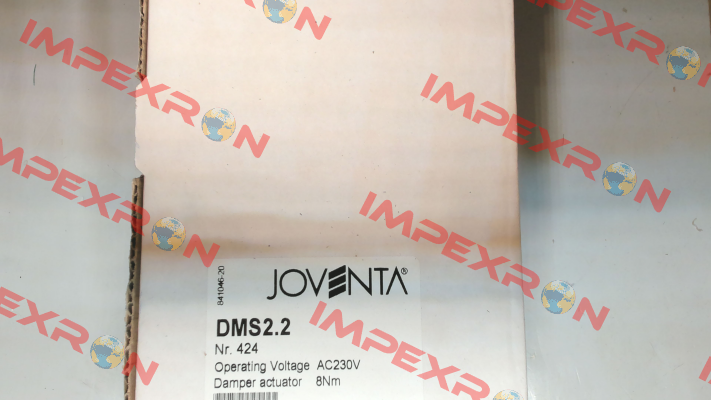 IMPEXRON
IMPEXRON
IMPEXRON
IMPEXRON
IMPEXRON
IMPEXRON
841046-20
JOVENTA®
DMS2.2
Nr. 424
Operating Voltage AC230V
Damper actuator 8Nm